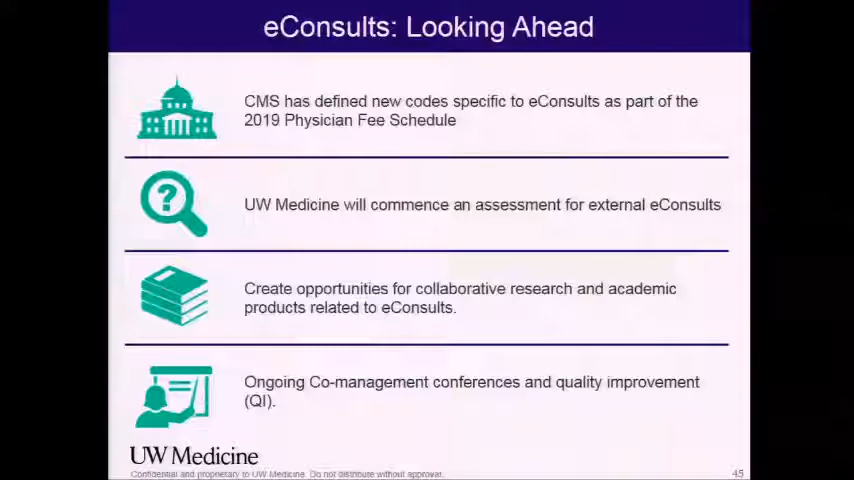 eConsults: Looking Ahead
CMS has defined new codes specific to eConsults as part of the
2019 Physician Fee Schedule
?
UW Medicine will commence an assessment for external eConsults
Create opportunities for collaborative research and academic
products related to eConsults.
Ongoing Co-management conferences and quality improvement
(QI).
UW Medicine
Confidential and proprietary to UW Medicine. Do not distribute without approval.
45